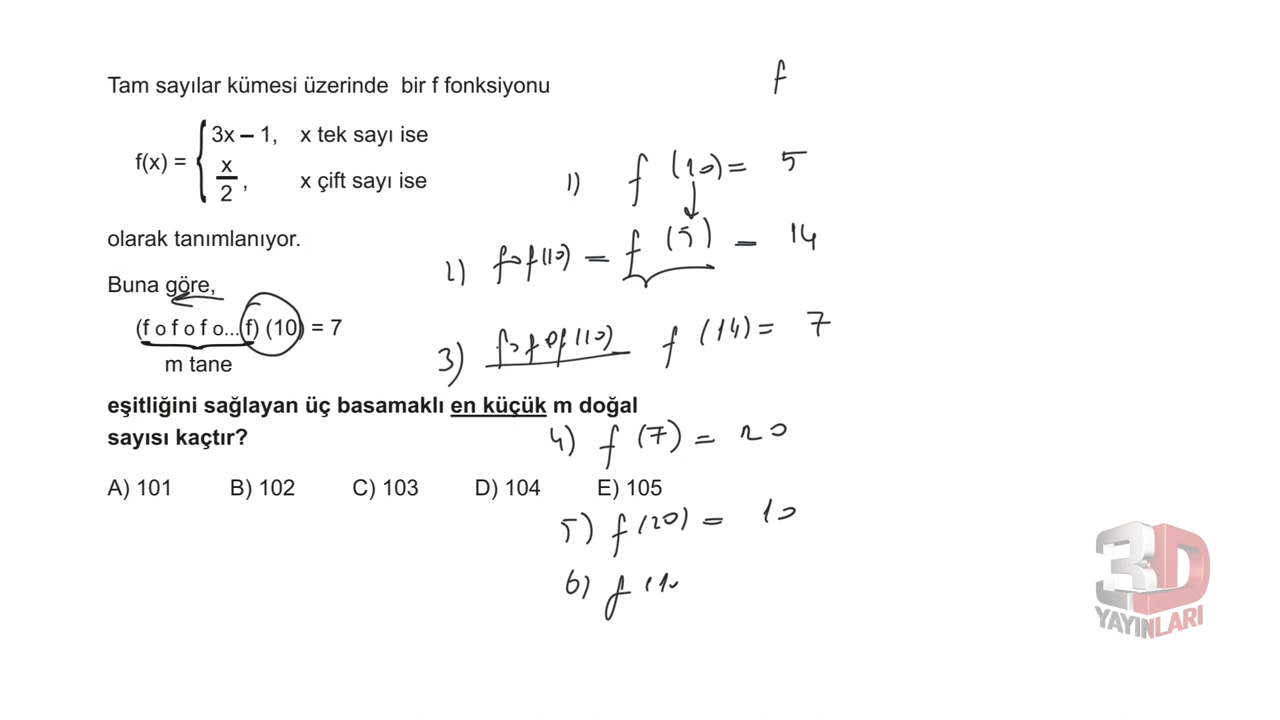 Tam sayılar kümesi üzerinde bir f fonksiyonu
f
f(x) = { 3x – 1, x tek sayı ise
x/2, x çift sayı ise
1) f (10) = 5
olarak tanımlanıyor.
2) fof(10) = f (5) = 14
Buna göre,
(f o f o f o...f) (10) = 7
m tane
3) fofof(10) f (14) = 7
eşitliğini sağlayan üç basamaklı en küçük m doğal
sayısı kaçtır?
4) f (7) = 20
A) 101 B) 102 C) 103 D) 104 E) 105
5) f (20) = 10
6) f (1
3D
YAYINLARI